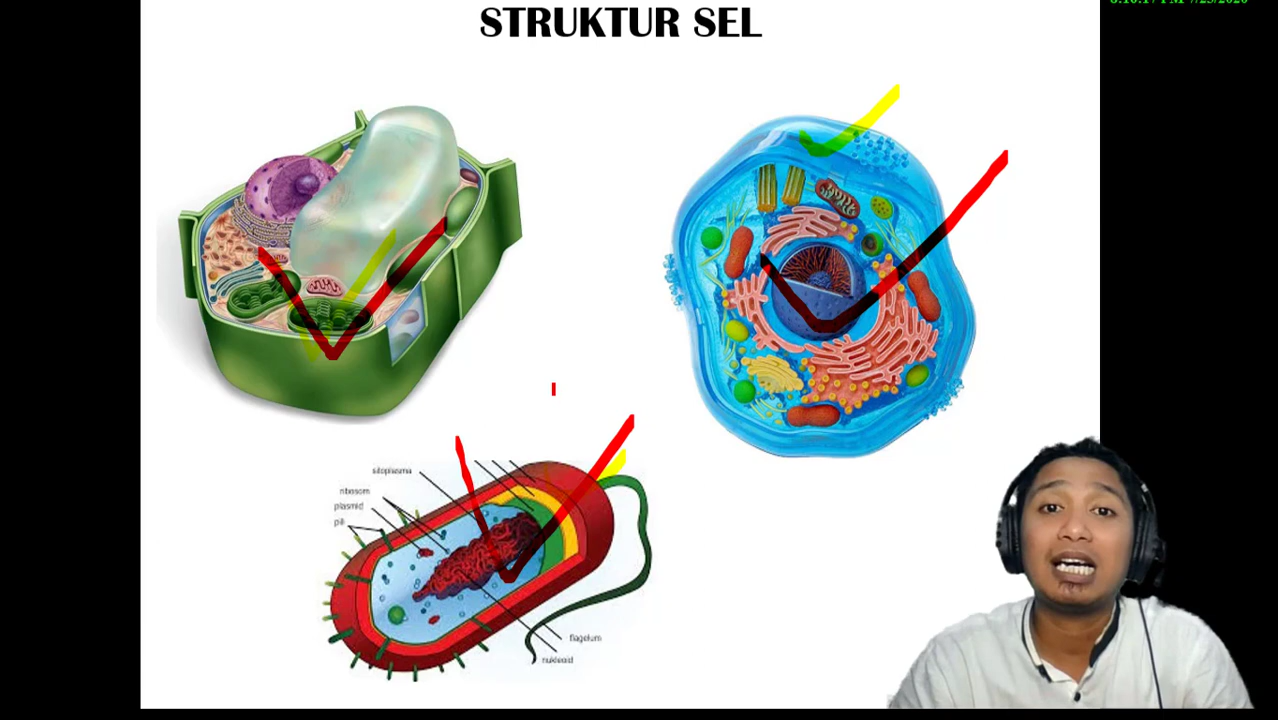 STRUKTUR SEL
sitoplasma
ribosom
plasmid
pili
flagelum
nukleoid